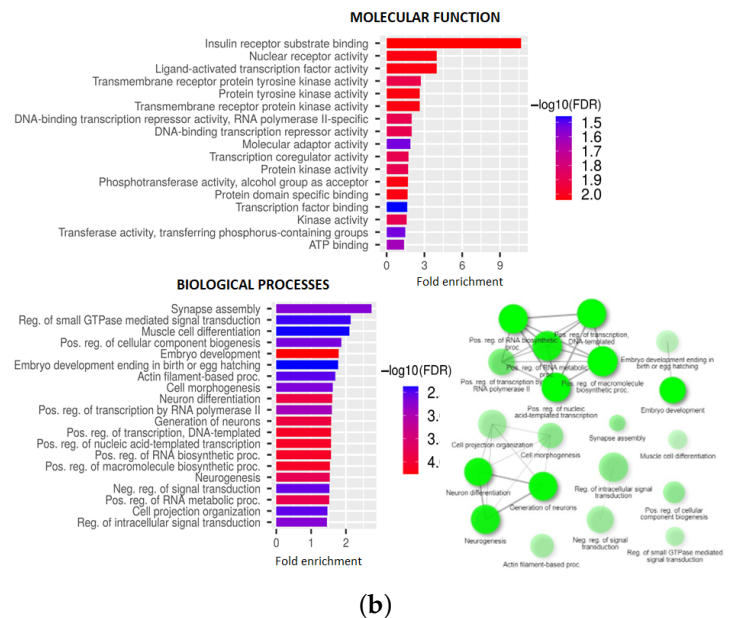 MOLECULAR FUNCTION
Insulin receptor substrate binding
Nuclear receptor activity
Ligand-activated transcription factor activity
Transmembrane receptor protein tyrosine kinase activity
Protein tyrosine kinase activity
Transmembrane receptor protein kinase activity
DNA-binding transcription repressor activity, RNA polymerase II-specific
DNA-binding transcription repressor activity
Molecular adaptor activity
Transcription coregulator activity
Protein kinase activity
Phosphotransferase activity, alcohol group as acceptor
Protein domain specific binding
Transcription factor binding
Kinase activity
Transferase activity, transferring phosphorus-containing groups
ATP binding
0 3 6 9
Fold enrichment
−log10(FDR)
1.5
1.6
1.7
1.8
1.9
2.0
BIOLOGICAL PROCESSES
Synapse assembly
Reg. of small GTPase mediated signal transduction
Muscle cell differentiation
Pos. reg. of cellular component biogenesis
Embryo development
Embryo development ending in birth or egg hatching
Actin filament-based proc.
Cell morphogenesis
Neuron differentiation
Pos. reg. of transcription by RNA polymerase II
Generation of neurons
Pos. reg. of transcription, DNA-templated
Pos. reg. of nucleic acid-templated transcription
Pos. reg. of RNA biosynthetic proc.
Pos. reg. of macromolecule biosynthetic proc.
Neurogenesis
Neg. reg. of signal transduction
Pos. reg. of RNA metabolic proc.
Cell projection organization
Reg. of intracellular signal transduction
0 1 2
Fold enrichment
−log10(FDR)
2.
3.
3.
4.
Pos. reg. of RNA biosynthetic
proc.
Pos. reg. of transcription,
DNA-templated
Pos. reg. of RNA metabolic
proc.
Pos. reg. of transcription by
RNA polymerase II
Pos. reg. of macromolecule
biosynthetic proc.
Pos. reg. of nucleic
acid-templated transcription
Embryo development ending in
birth or egg hatching
Embryo development
Cell projection organization
Cell morphogenesis
Synapse assembly
Muscle cell differentiation
Neuron differentiation
Generation of neurons
Neurogenesis
Reg. of intracellular signal
transduction
Pos. reg. of cellular
component biogenesis
Neg. reg. of signal
transduction
Reg. of small GTPase mediated
signal transduction
Actin filament-based proc.
(b)